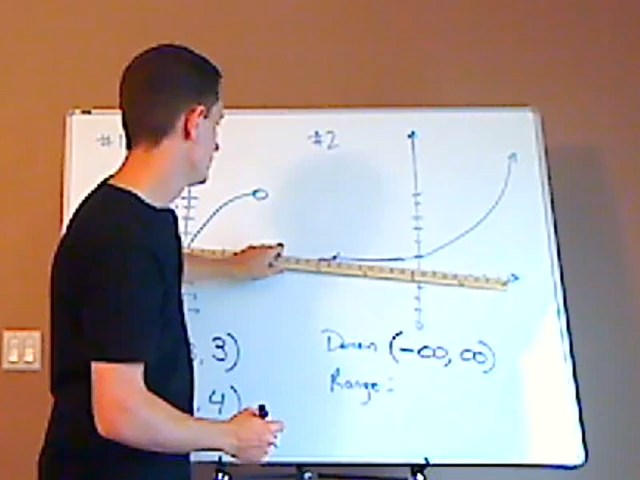 #1
#2
, 3)
Domain (-∞, ∞)
, 4)
Range: